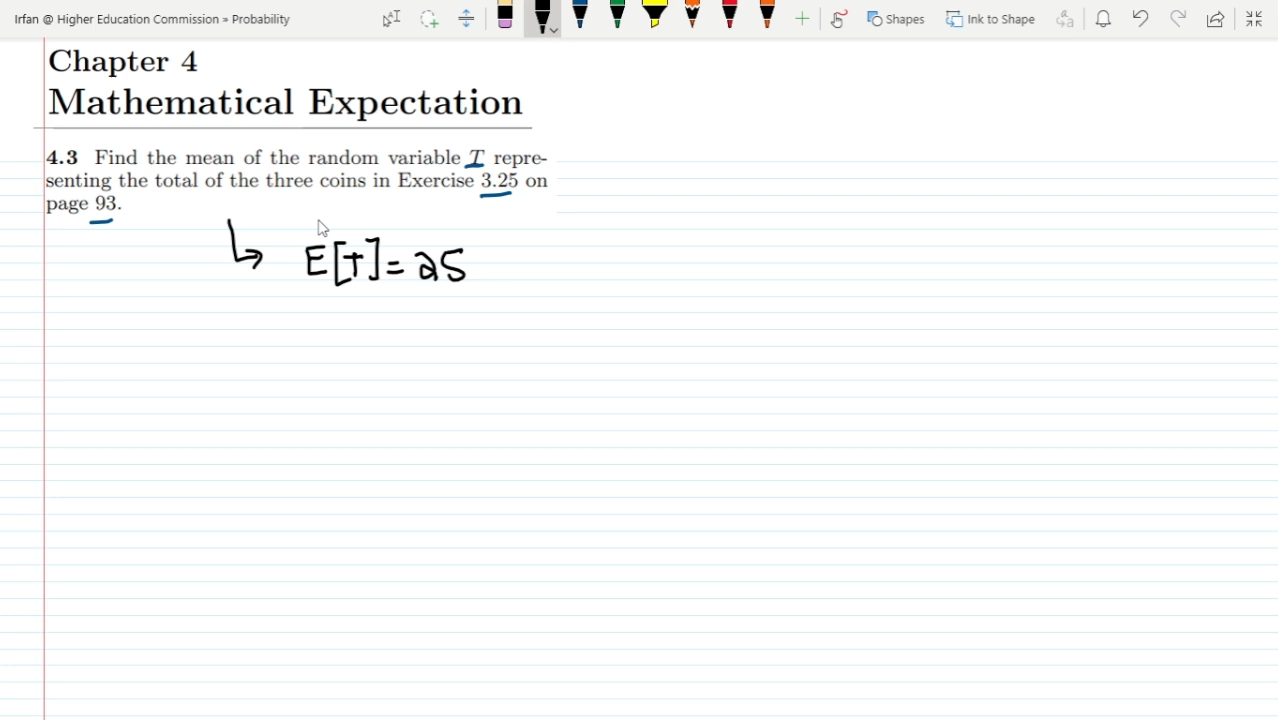 Irfan @ Higher Education Commission » Probability
Shapes
Ink to Shape
Chapter 4
Mathematical Expectation
4.3 Find the mean of the random variable T repre-
senting the total of the three coins in Exercise 3.25 on
page 93.
E[T]=25